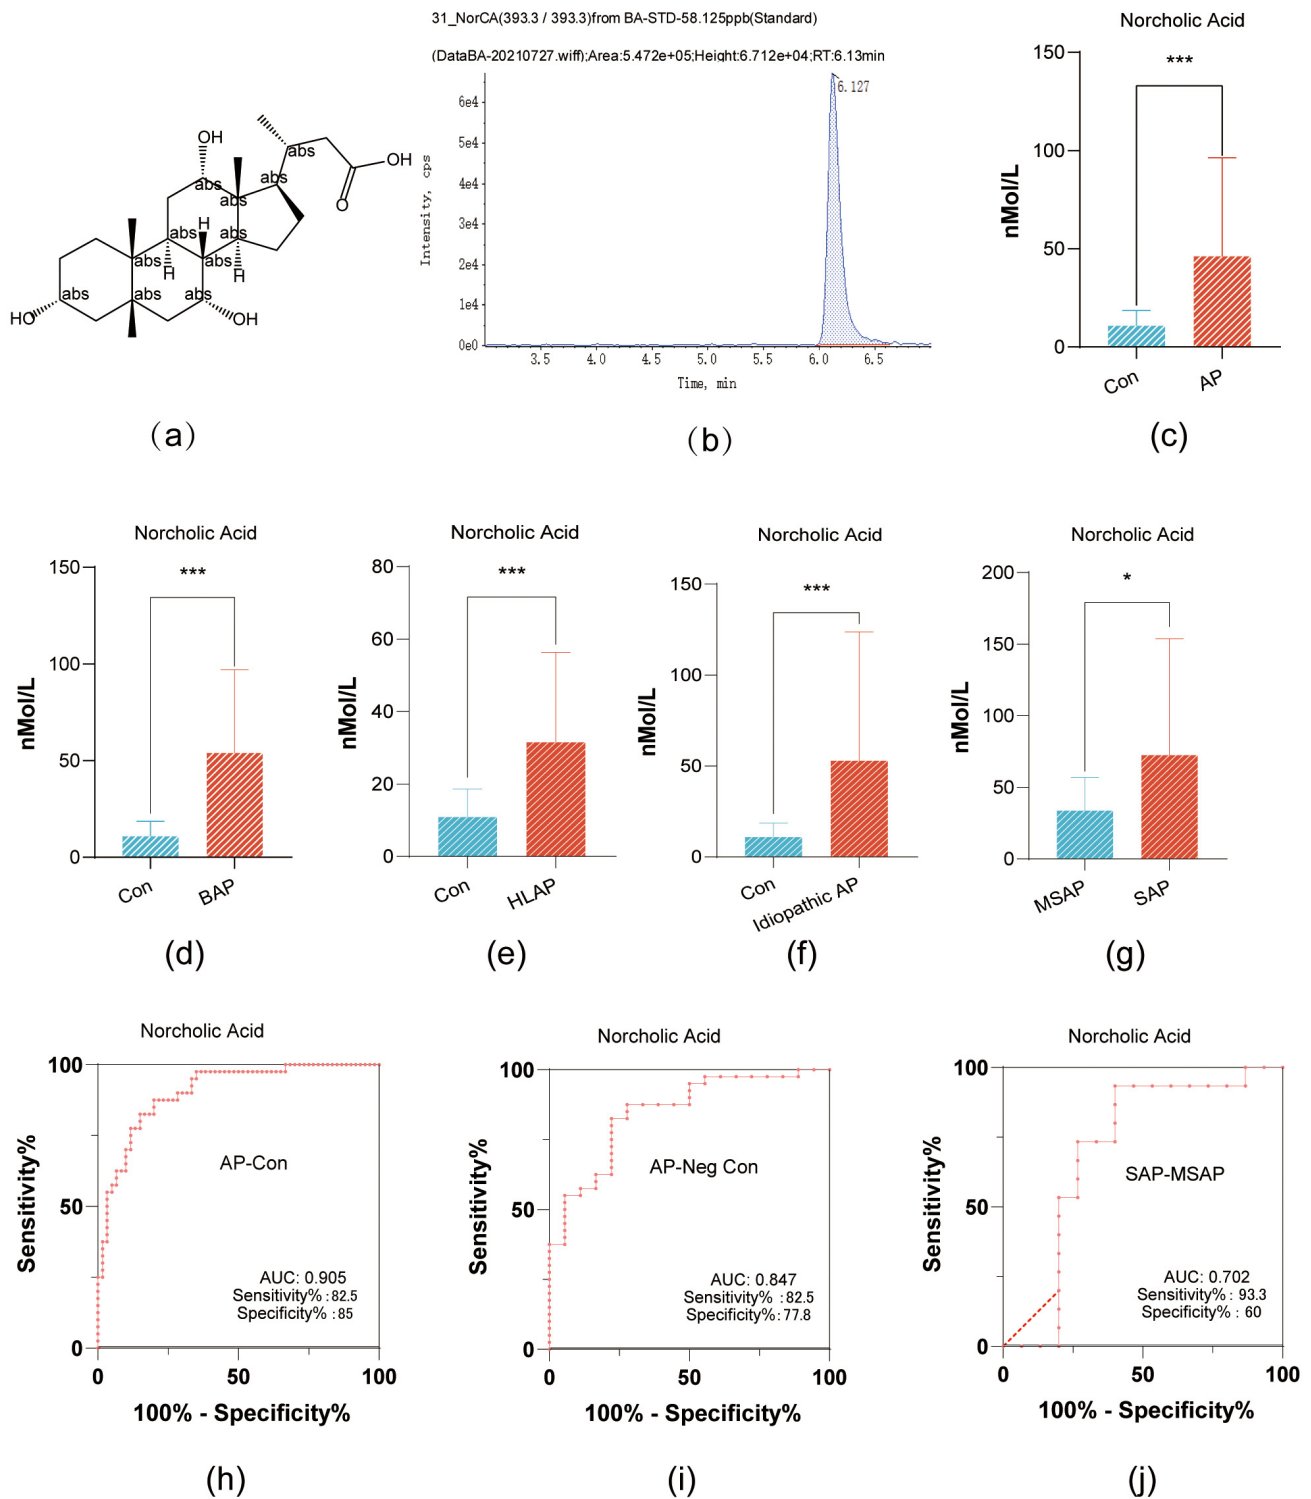 31_NorCA(393.3 / 393.3)from BA-STD-58.125ppb(Standard)
(DataBA-20210727.wiff);Area:5.472e+05;Height:6.712e+04;RT:6.13min
OH
abs
OH
abs
O
abs
abs
abs
H
abs
abs
abs
abs
H
H
abs
abs
abs
HO
OH
(a)
6.127
Intensity, cps
6e4
5e4
4e4
3e4
2e4
1e4
0e0
3.5 4.0 4.5 5.0 5.5 6.0 6.5
Time, min
(b)
Norcholic Acid
***
nMol/L
150
100
50
0
Con AP
(c)
Norcholic Acid
***
nMol/L
150
100
50
0
Con BAP
(d)
Norcholic Acid
***
nMol/L
80
60
40
20
0
Con HLAP
(e)
Norcholic Acid
***
nMol/L
150
100
50
0
Con Idiopathic AP
(f)
Norcholic Acid
*
nMol/L
200
150
100
50
0
MSAP SAP
(g)
Norcholic Acid
Sensitivity%
100
50
0
AP-Con
AUC: 0.905
Sensitivity% : 82.5
Specificity% : 85
0 50 100
100% - Specificity%
(h)
Norcholic Acid
Sensitivity%
100
50
0
AP-Neg Con
AUC: 0.847
Sensitivity% : 82.5
Specificity% : 77.8
0 50 100
100% - Specificity%
(i)
Norcholic Acid
Sensitivity%
100
50
0
SAP-MSAP
AUC: 0.702
Sensitivity% : 93.3
Specificity% : 60
0 50 100
100% - Specificity%
(j)